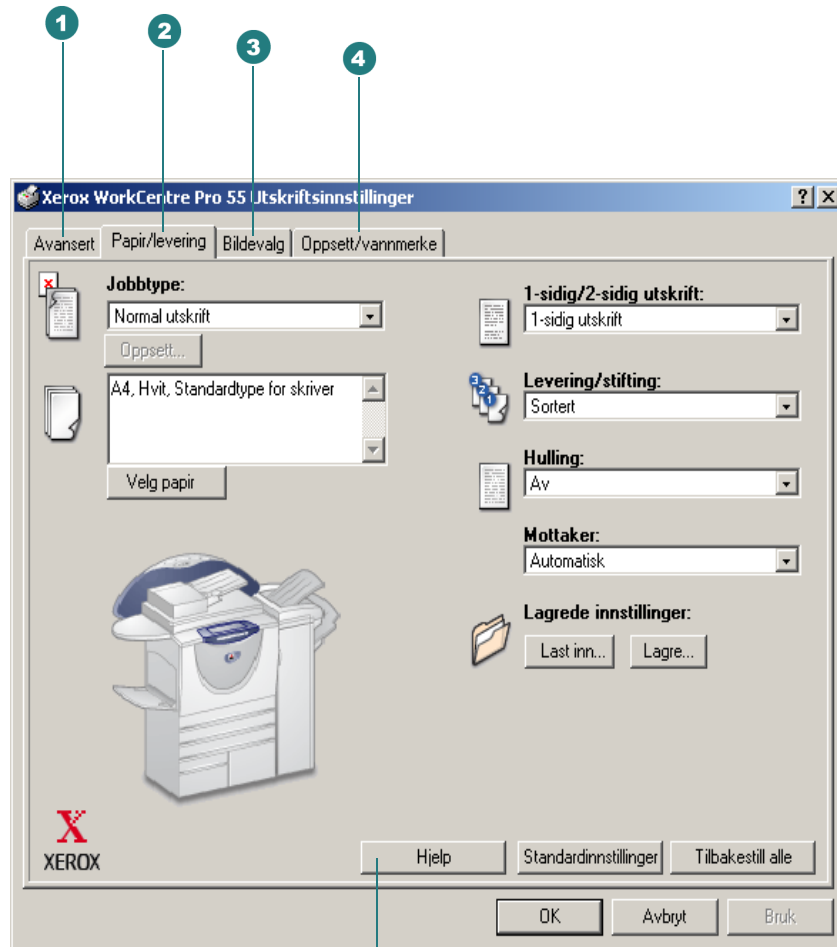 1
2
3
4
Xerox WorkCentre Pro 55 Utskriftsinnstillinger
Avansert Papir/levering Bildevalg Oppsett/vannmerke
Jobbtype:
Normal utskrift
Oppsett...
A4, Hvit, Standardtype for skriver
Velg papir
1-sidig/2-sidig utskrift:
1-sidig utskrift
Levering/stifting:
Sortert
Hulling:
Av
Mottaker:
Automatisk
Lagrede innstillinger:
Last inn... Lagre...
X
XEROX
Hjelp Standardinnstillinger Tilbakestill alle
OK Avbryt Bruk